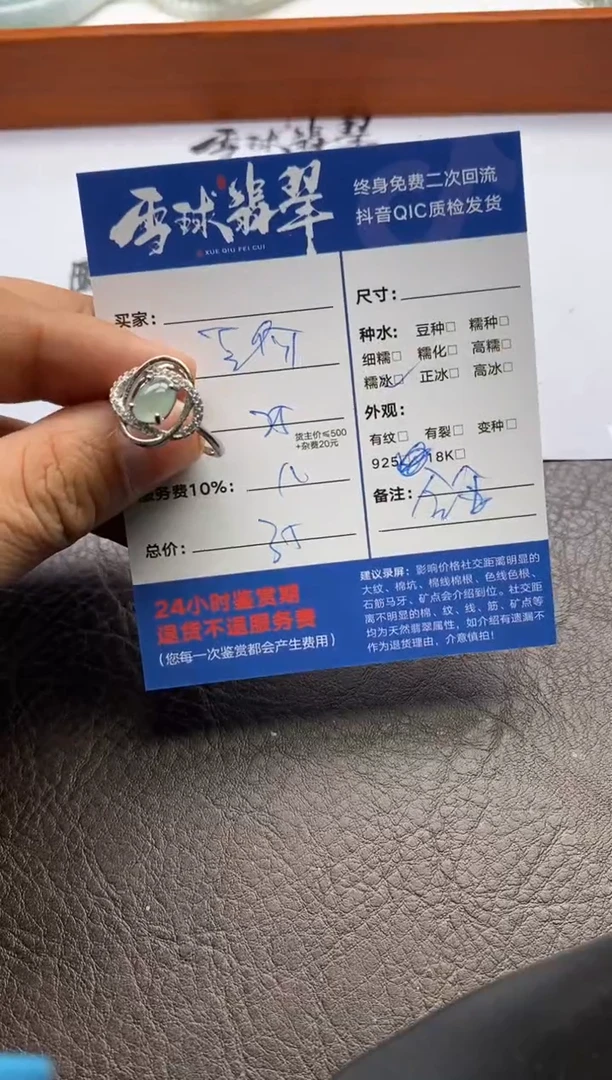 雪球翡翠
雪球翡翠
XUE QIU FEI CUI
终身免费二次回流
抖音QIC质检发货
买家：
货主价≤500
+杂费20元
服务费10%：
总价：
尺寸：
种水： 豆种□ 糯种□
细糯□ 糯化□ 高糯□
糯冰□ 正冰□ 高冰□
外观：
有纹□ 有裂□ 变种□
925 18K□
备注：
24小时鉴赏期
退货不退服务费
（您每一次鉴赏都会产生费用）
建议录屏：影响价格社交距离明显的
大纹、棉坑、棉线棉根、色线色根、
石筋马牙、矿点会介绍到位。社交距
离不明显的棉、纹、线、筋、矿点等
均为天然翡翠属性，如介绍有遗漏不
作为退货理由、介意慎拍！